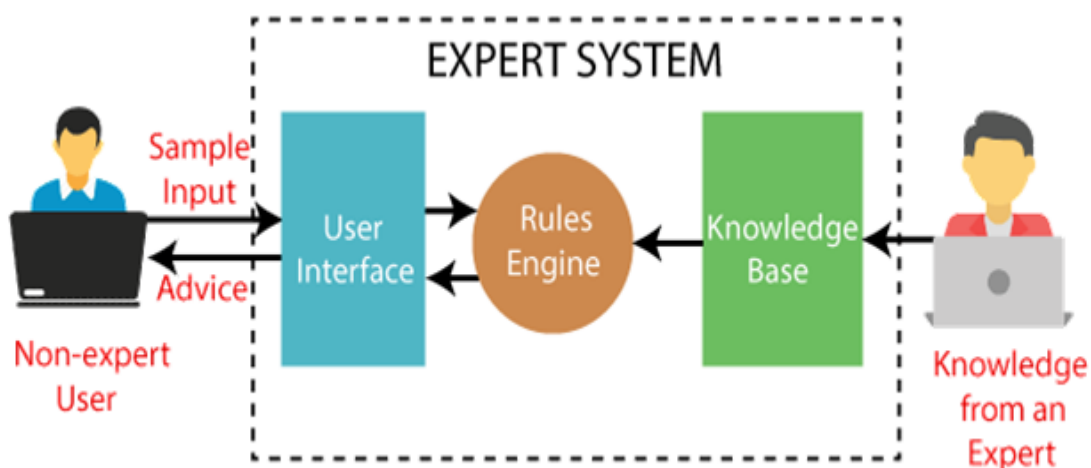 EXPERT SYSTEM
Sample
Input
Advice
Non-expert
User
User
Interface
Rules
Engine
Knowledge
Base
Knowledge
from an
Expert